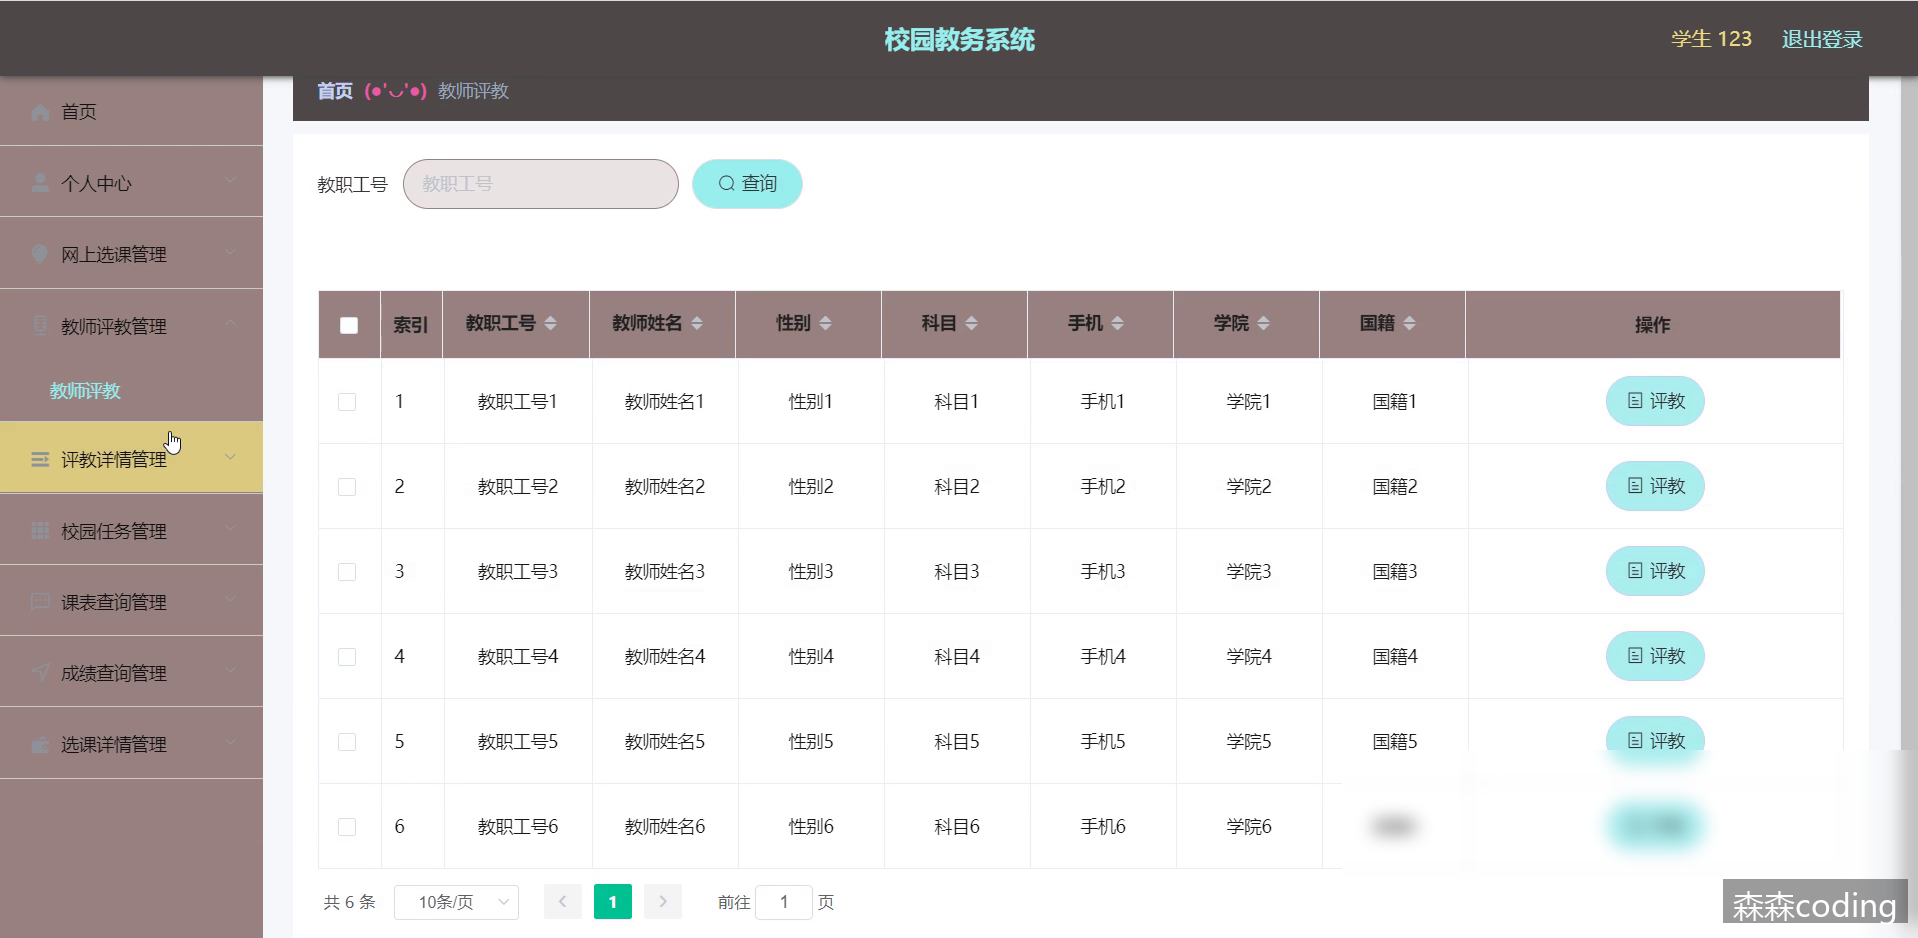 校园教务系统
学生 123 退出登录
首页 (●'◡'●) 教师评教
首页
个人中心
网上选课管理
教师评教管理
教师评教
评教详情管理
校园任务管理
课表查询管理
成绩查询管理
选课详情管理
教职工号 教职工号 查询
索引 教职工号 教师姓名 性别 科目 手机 学院 国籍 操作
1 教职工号1 教师姓名1 性别1 科目1 手机1 学院1 国籍1 评教
2 教职工号2 教师姓名2 性别2 科目2 手机2 学院2 国籍2 评教
3 教职工号3 教师姓名3 性别3 科目3 手机3 学院3 国籍3 评教
4 教职工号4 教师姓名4 性别4 科目4 手机4 学院4 国籍4 评教
5 教职工号5 教师姓名5 性别5 科目5 手机5 学院5 国籍5 评教
6 教职工号6 教师姓名6 性别6 科目6 手机6 学院6
共 6 条 10条/页 1 前往 1 页
森森coding